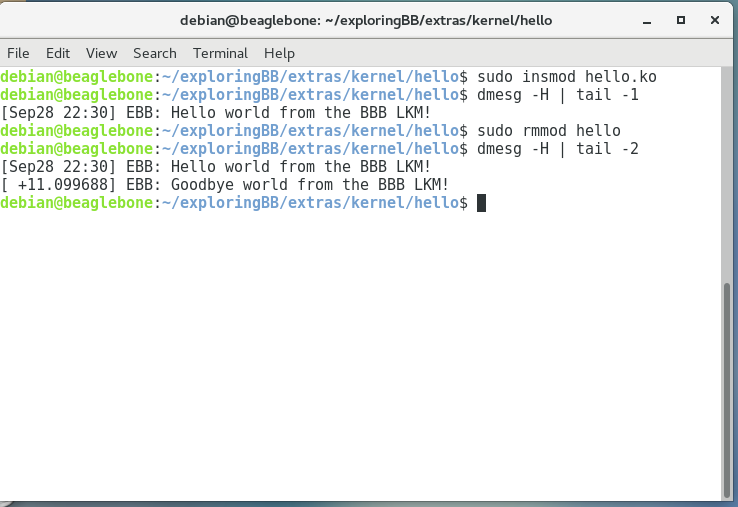 debian@beaglebone: ~/exploringBB/extras/kernel/hello
File Edit View Search Terminal Help
debian@beaglebone:~/exploringBB/extras/kernel/hello$ sudo insmod hello.ko
debian@beaglebone:~/exploringBB/extras/kernel/hello$ dmesg -H | tail -1
[Sep28 22:30] EBB: Hello world from the BBB LKM!
debian@beaglebone:~/exploringBB/extras/kernel/hello$ sudo rmmod hello
debian@beaglebone:~/exploringBB/extras/kernel/hello$ dmesg -H | tail -2
[Sep28 22:30] EBB: Hello world from the BBB LKM!
[ +11.099688] EBB: Goodbye world from the BBB LKM!
debian@beaglebone:~/exploringBB/extras/kernel/hello$